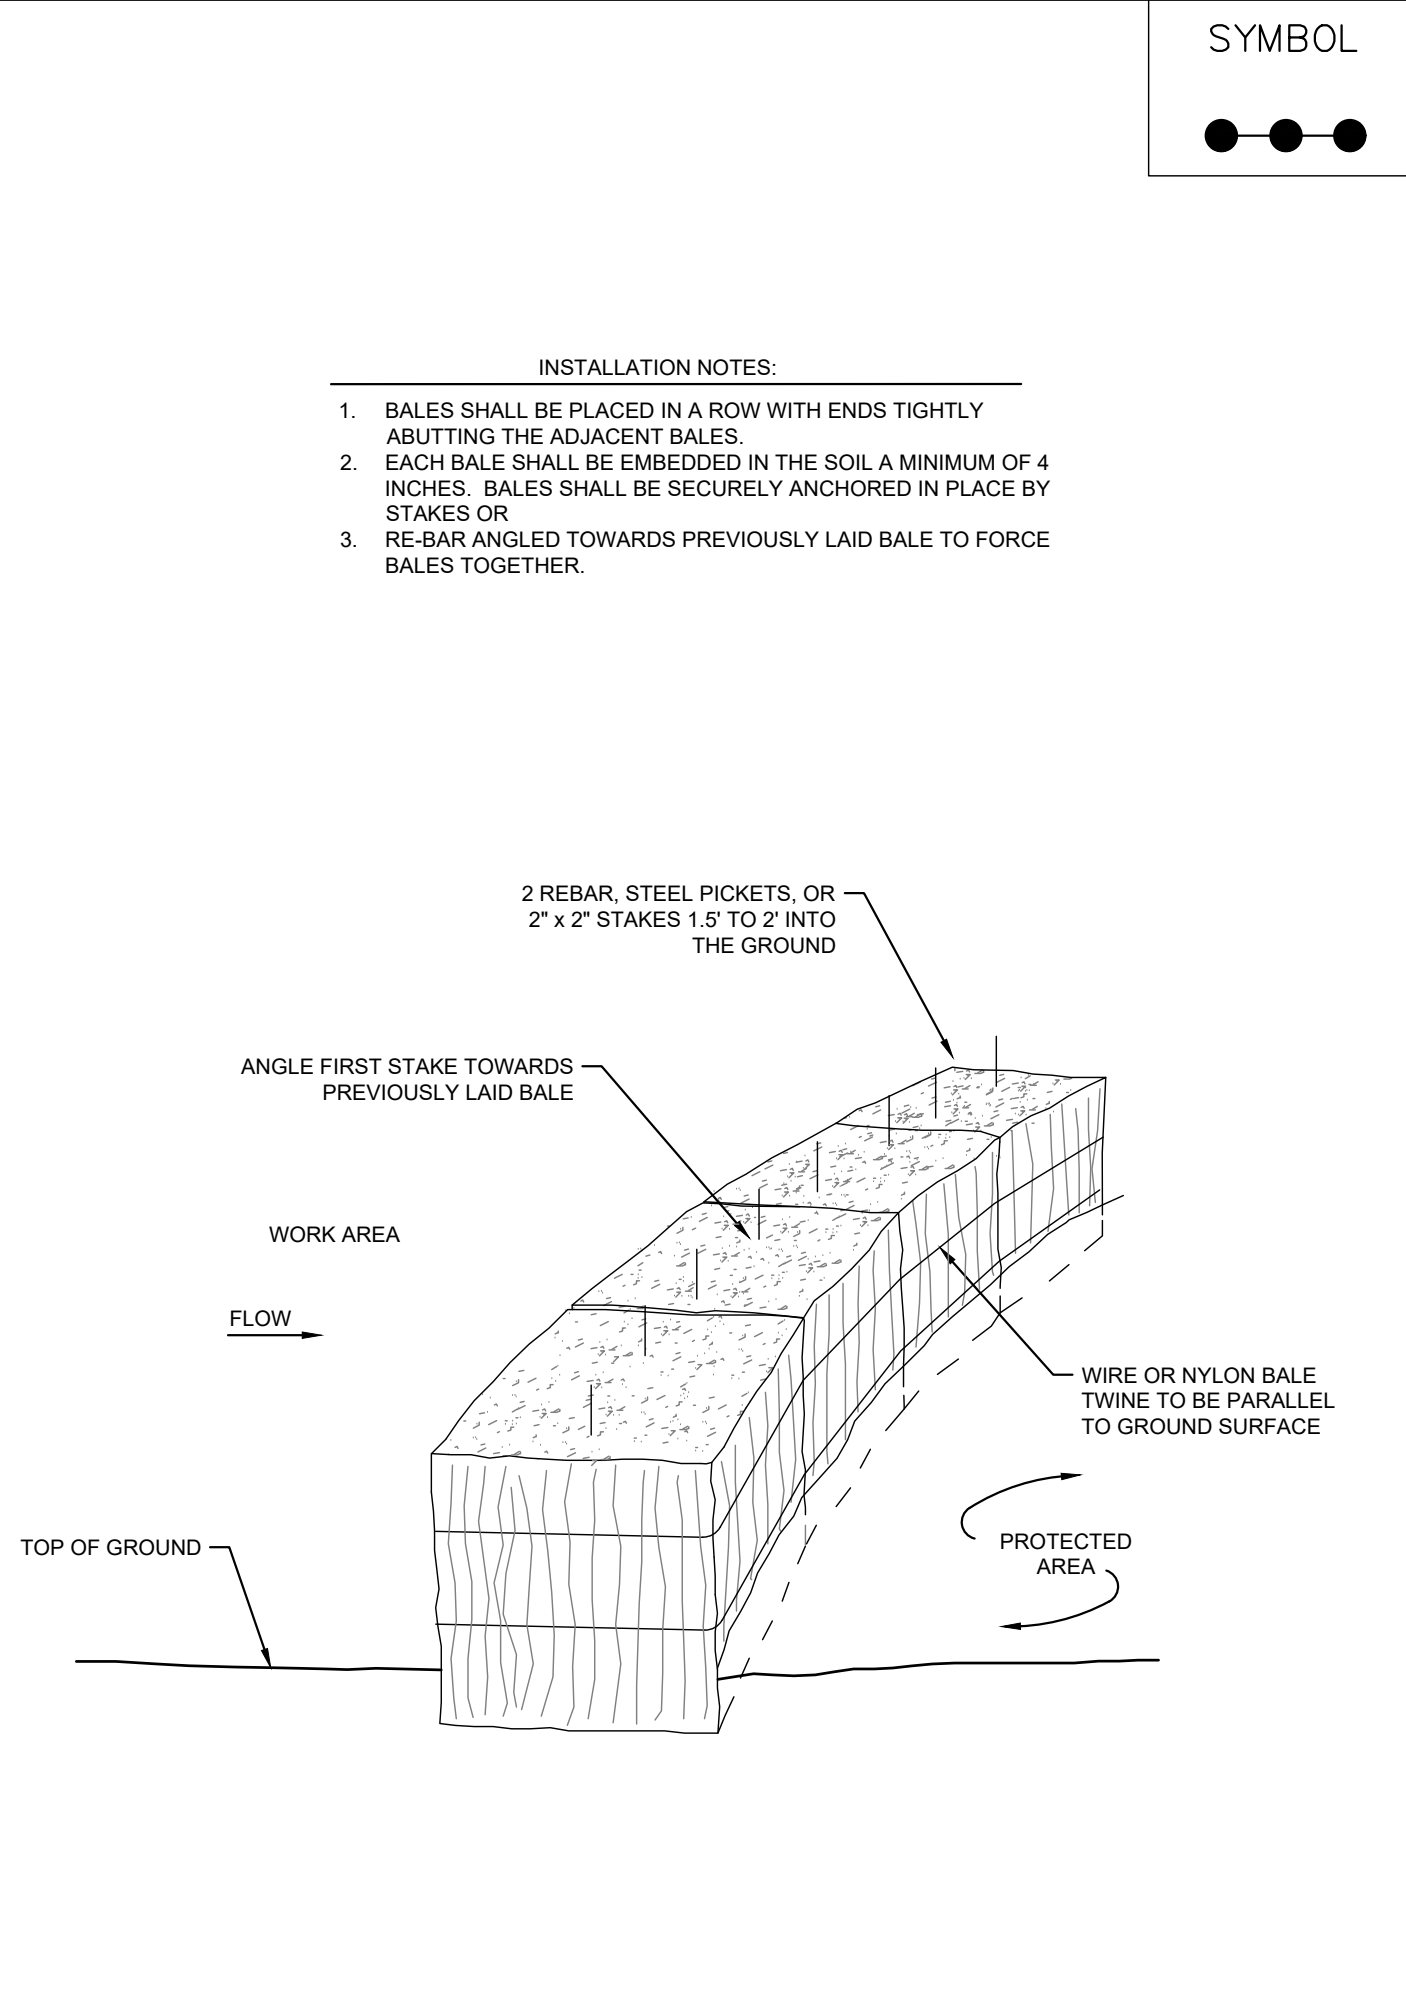 SYMBOL
INSTALLATION NOTES:
1. BALES SHALL BE PLACED IN A ROW WITH ENDS TIGHTLY
ABUTTING THE ADJACENT BALES.
2. EACH BALE SHALL BE EMBEDDED IN THE SOIL A MINIMUM OF 4
INCHES. BALES SHALL BE SECURELY ANCHORED IN PLACE BY
STAKES OR
3. RE-BAR ANGLED TOWARDS PREVIOUSLY LAID BALE TO FORCE
BALES TOGETHER.
2 REBAR, STEEL PICKETS, OR
2" x 2" STAKES 1.5' TO 2' INTO
THE GROUND
ANGLE FIRST STAKE TOWARDS
PREVIOUSLY LAID BALE
WORK AREA
FLOW
WIRE OR NYLON BALE
TWINE TO BE PARALLEL
TO GROUND SURFACE
TOP OF GROUND
PROTECTED
AREA